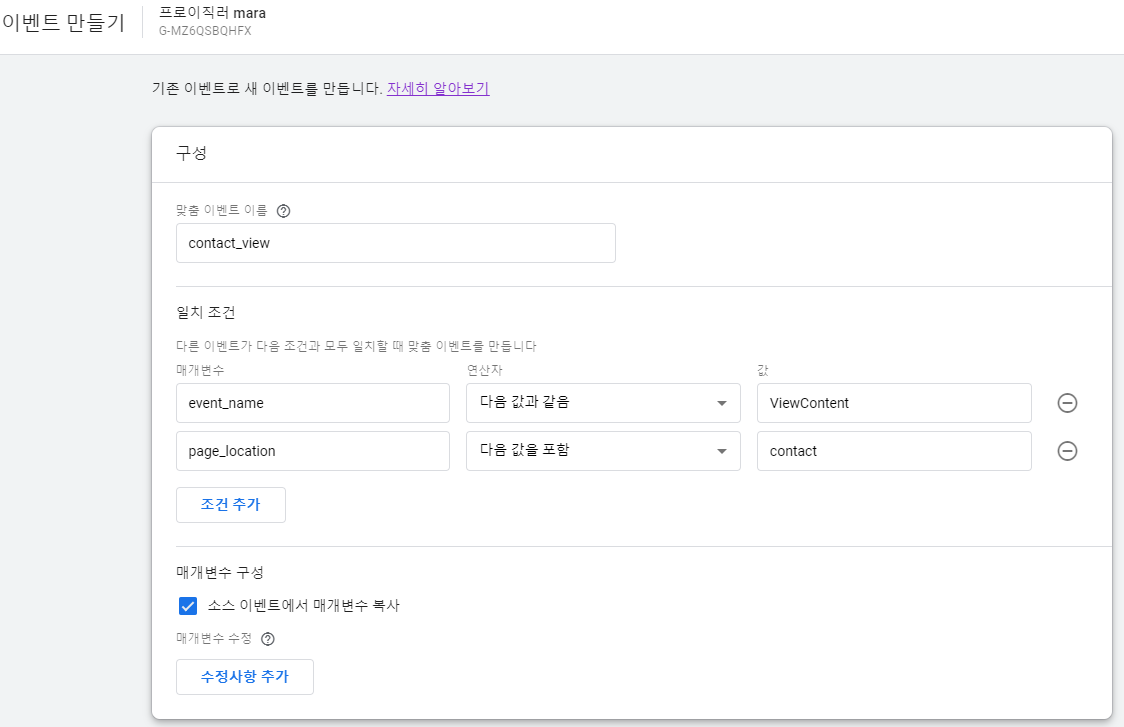 이벤트 만들기
프로이직러 mara
G-MZ6QSBQHFX
기존 이벤트로 새 이벤트를 만듭니다. 자세히 알아보기
구성
맞춤 이벤트 이름
contact_view
일치 조건
다른 이벤트가 다음 조건과 모두 일치할 때 맞춤 이벤트를 만듭니다
매개변수 연산자 값
event_name 다음 값과 같음 ViewContent
page_location 다음 값을 포함 contact
조건 추가
매개변수 구성
소스 이벤트에서 매개변수 복사
매개변수 수정
수정사항 추가